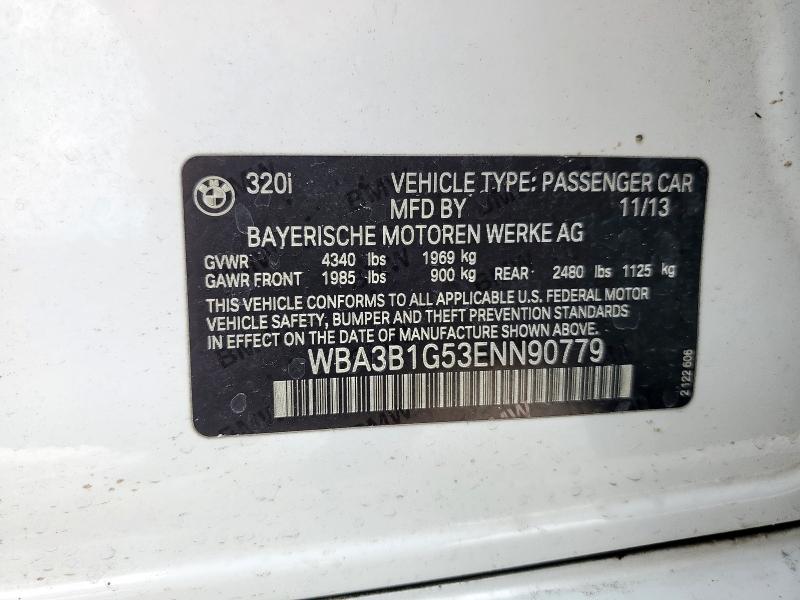 BMW 320i VEHICLE TYPE: PASSENGER CAR
MFD BY 11/13
BAYERISCHE MOTOREN WERKE AG
GVWR 4340 lbs 1969 kg
GAWR FRONT 1985 lbs 900 kg REAR: 2480 lbs 1125 kg
THIS VEHICLE CONFORMS TO ALL APPLICABLE U.S. FEDERAL MOTOR
VEHICLE SAFETY, BUMPER AND THEFT PREVENTION STANDARDS
IN EFFECT ON THE DATE OF MANUFACTURE SHOWN ABOVE.
WBA3B1G53ENN90779
2 122 606
BMW